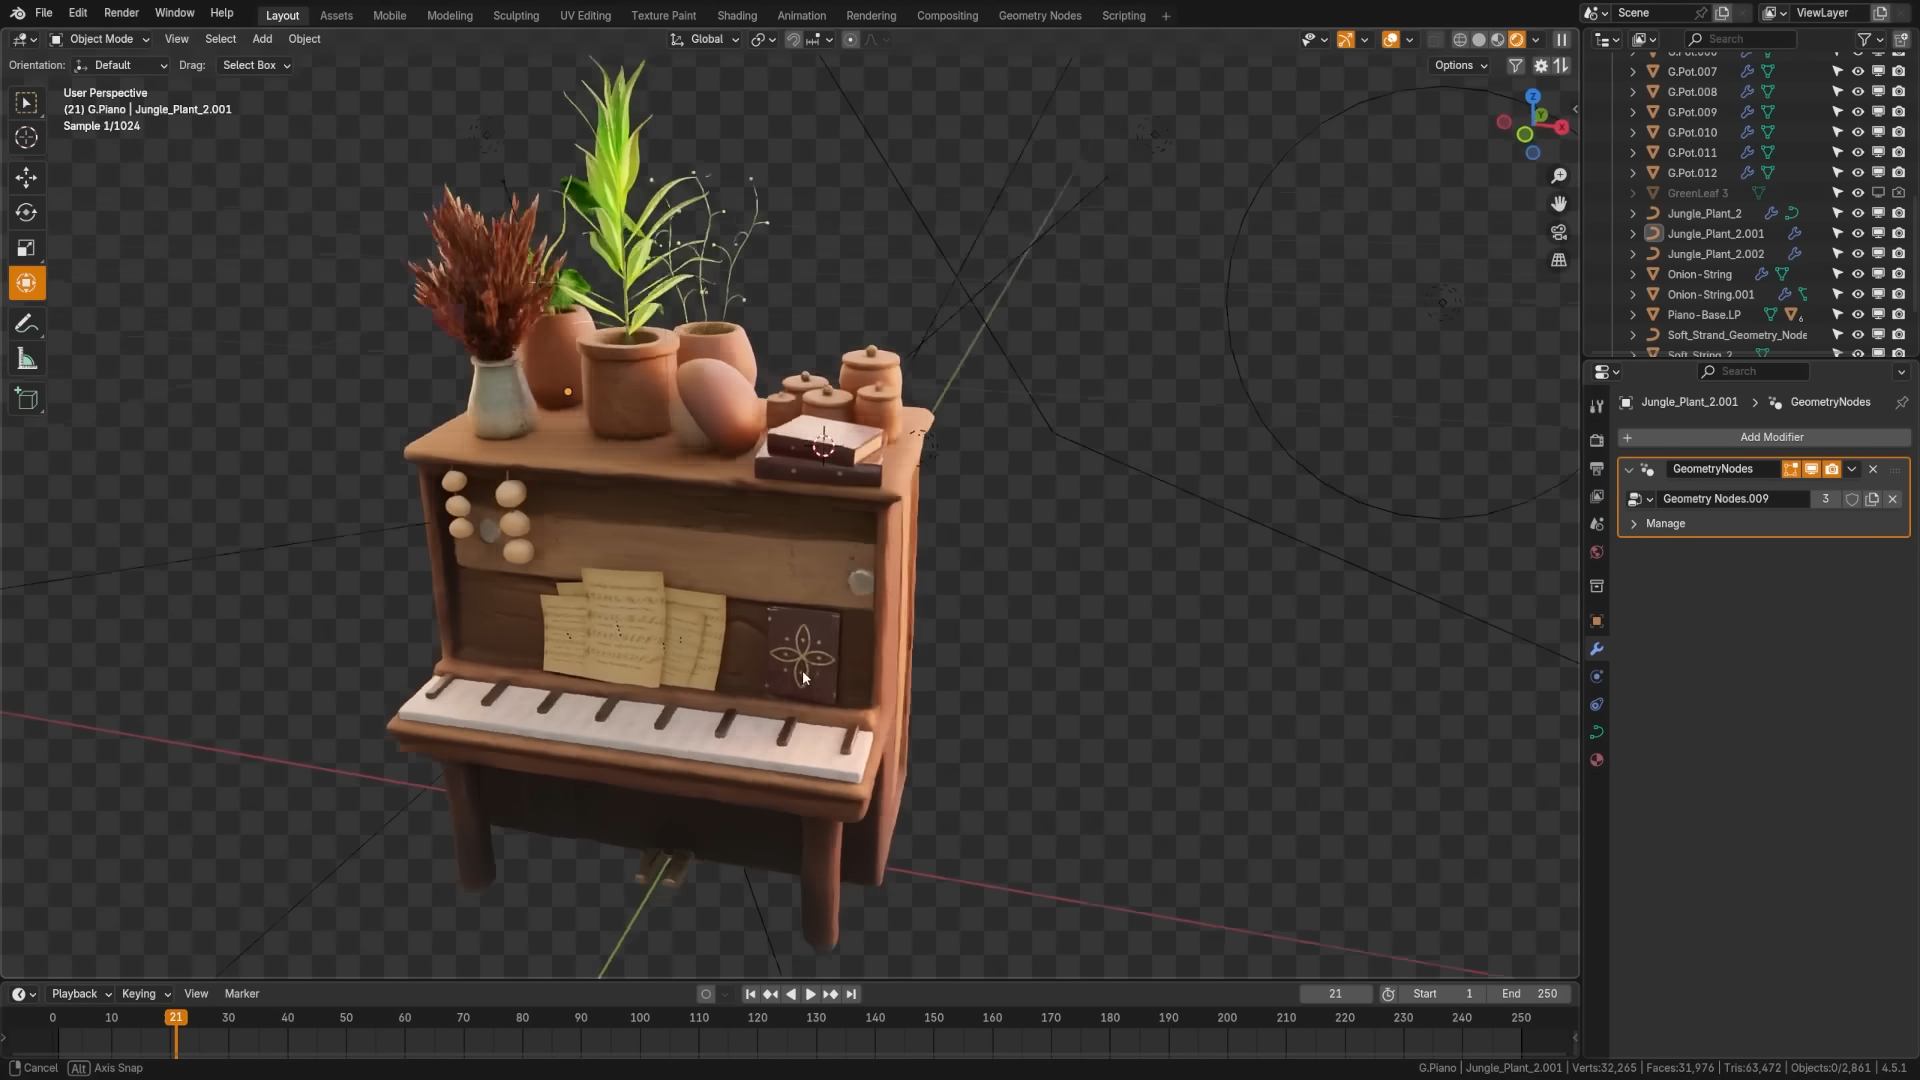 File Edit Render Window Help Layout Assets Mobile Modeling Sculpting UV Editing Texture Paint Shading Animation Rendering Compositing Geometry Nodes Scripting + Scene ViewLayer
Object Mode View Select Add Object Global Search
Orientation: Default Drag: Select Box Options
User Perspective
(21) G.Piano | Jungle_Plant_2.001
Sample 1/1024
Z
Y
X
G.Pot.007
G.Pot.008
G.Pot.009
G.Pot.010
G.Pot.011
G.Pot.012
GreenLeaf 3
Jungle_Plant_2
Jungle_Plant_2.001
Jungle_Plant_2.002
Onion-String
Onion-String.001
Piano-Base.LP 6
Soft_Strand_Geometry_Node
Soft_String_2
Search
Jungle_Plant_2.001 > GeometryNodes
+ Add Modifier
GeometryNodes
Geometry Nodes.009 3
Manage
Playback Keying View Marker 21 Start 1 End 250
0 10 21 30 40 50 60 70 80 90 100 110 120 130 140 150 160 170 180 190 200 210 220 230 240 250
Cancel Alt Axis Snap G.Piano | Jungle_Plant_2.001 | Verts:32,265 | Faces:31,976 | Tris:63,472 | Objects:0/2,861 | 4.5.1